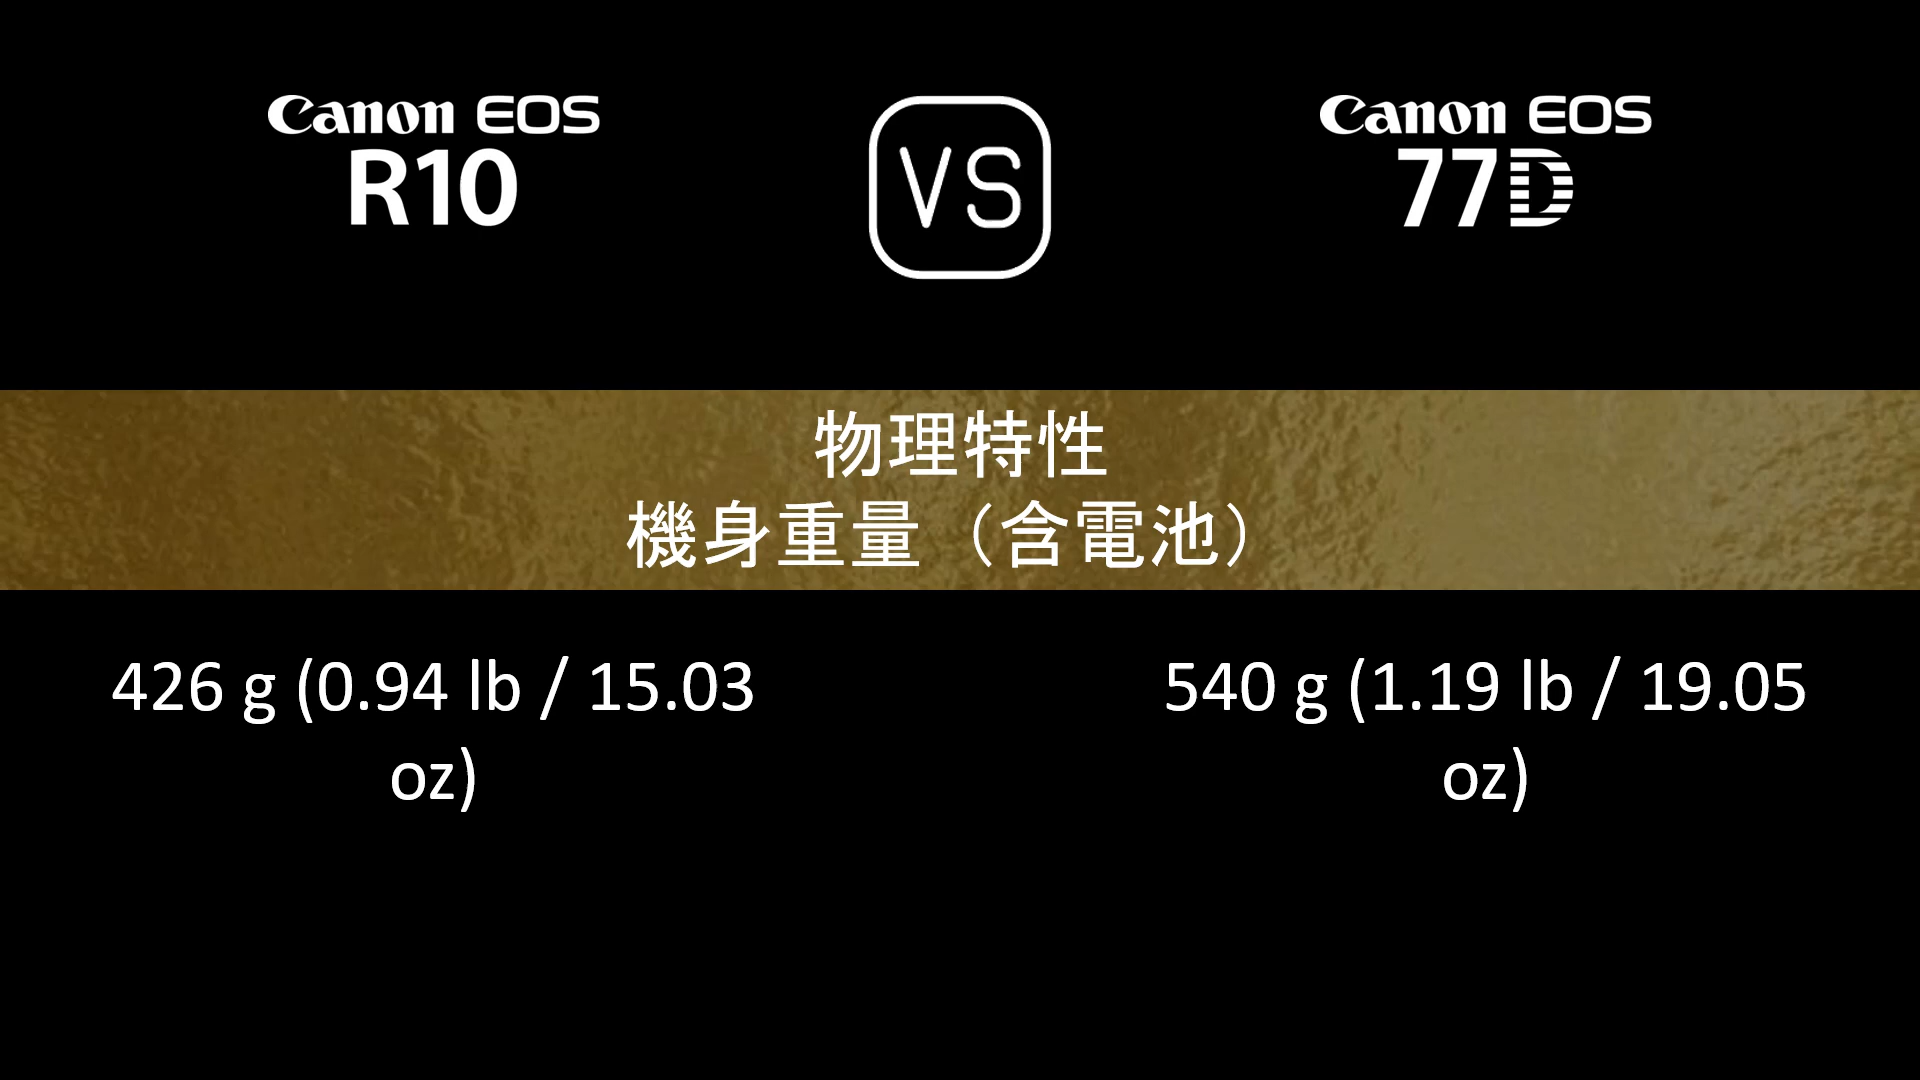 Canon EOS
R10
VS
Canon EOS
77D
物理特性
機身重量（含電池）
426 g (0.94 lb / 15.03
oz)
540 g (1.19 lb / 19.05
oz)